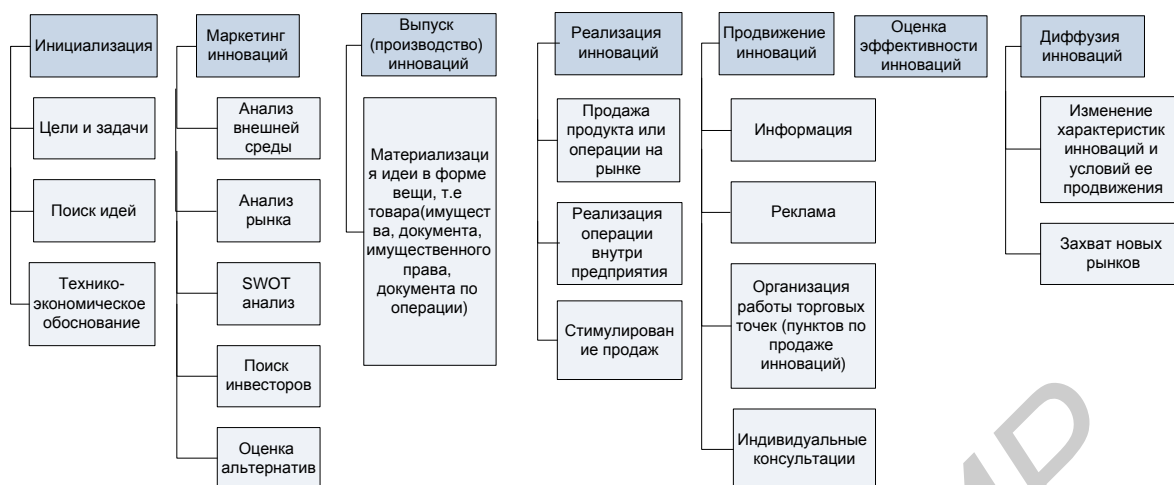 Инициализация
Цели и задачи
Поиск идей
Технико-
экономическое
обоснование
Маркетинг
инноваций
Анализ
внешней
среды
Анализ
рынка
SWOT
анализ
Поиск
инвесторов
Оценка
альтернатив
Выпуск
(производство)
инноваций
Материализаци
я идеи в форме
вещи, т.е
товара(имущест
ва, документа,
имущественного
права,
документа по
операции)
Реализация
инноваций
Продажа
продукта или
операции на
рынке
Реализация
операции
внутри
предприятия
Стимулирован
ие продаж
Продвижение
инноваций
Информация
Реклама
Организация
работы торговых
точек (пунктов по
продаже
инноваций)
Индивидуальные
консультации
Оценка
эффективности
инноваций
Диффузия
инноваций
Изменение
характеристик
инноваций и
условий ее
продвижения
Захват новых
рынков